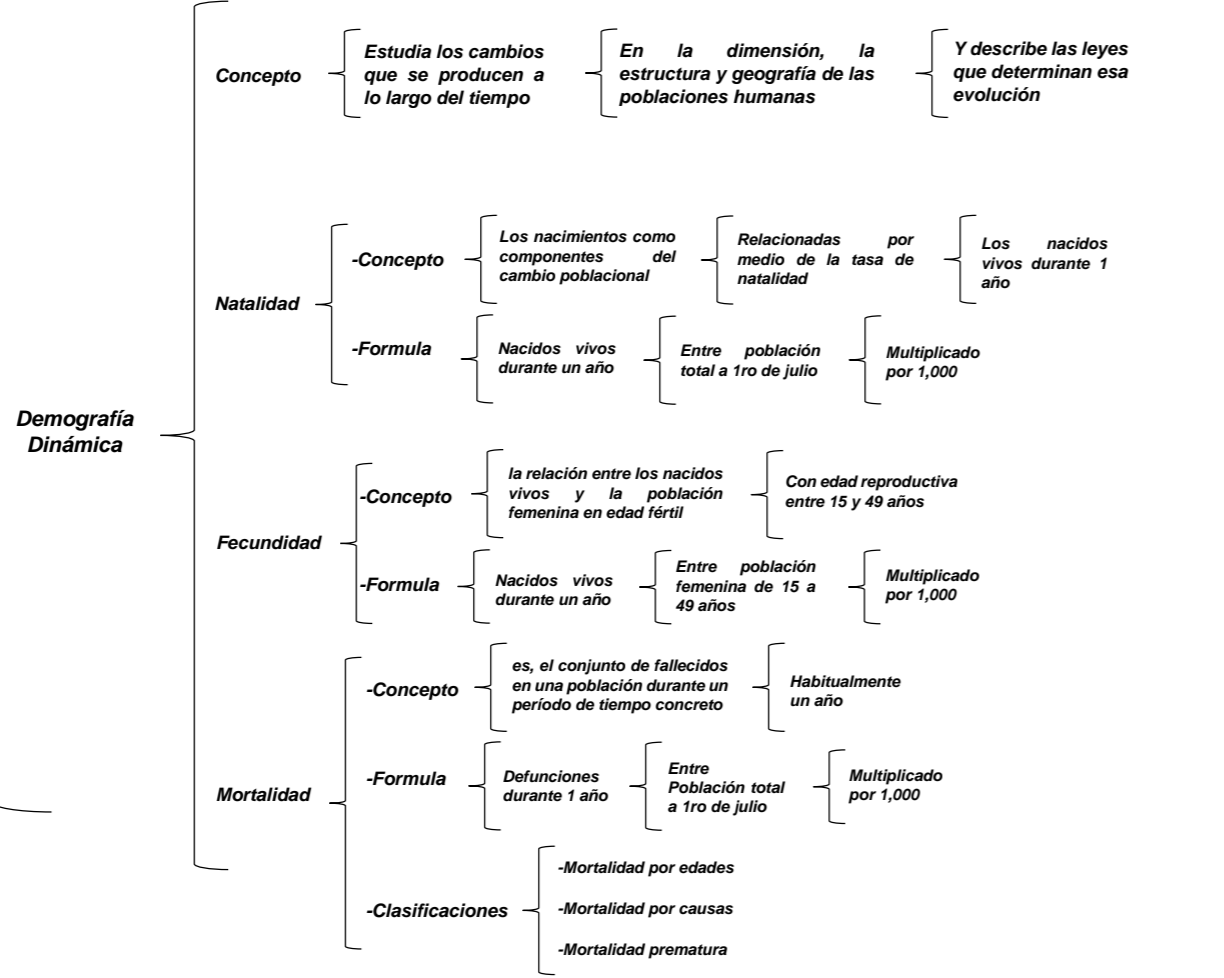 Concepto
Estudia los cambios
que se producen a
lo largo del tiempo
En la dimensión, la
estructura y geografía de las
poblaciones humanas
Y describe las leyes
que determinan esa
evolución
Natalidad
-Concepto
Los nacimientos como
componentes del
cambio poblacional
Relacionadas por
medio de la tasa de
natalidad
Los nacidos
vivos durante 1
año
-Formula
Nacidos vivos
durante un año
Entre población
total a 1ro de julio
Multiplicado
por 1,000
Demografía
Dinámica
Fecundidad
-Concepto
la relación entre los nacidos
vivos y la población
femenina en edad fértil
Con edad reproductiva
entre 15 y 49 años
-Formula
Nacidos vivos
durante un año
Entre población
femenina de 15 a
49 años
Multiplicado
por 1,000
Mortalidad
-Concepto
es, el conjunto de fallecidos
en una población durante un
período de tiempo concreto
Habitualmente
un año
-Formula
Defunciones
durante 1 año
Entre
Población total
a 1ro de julio
Multiplicado
por 1,000
-Clasificaciones
-Mortalidad por edades
-Mortalidad por causas
-Mortalidad prematura